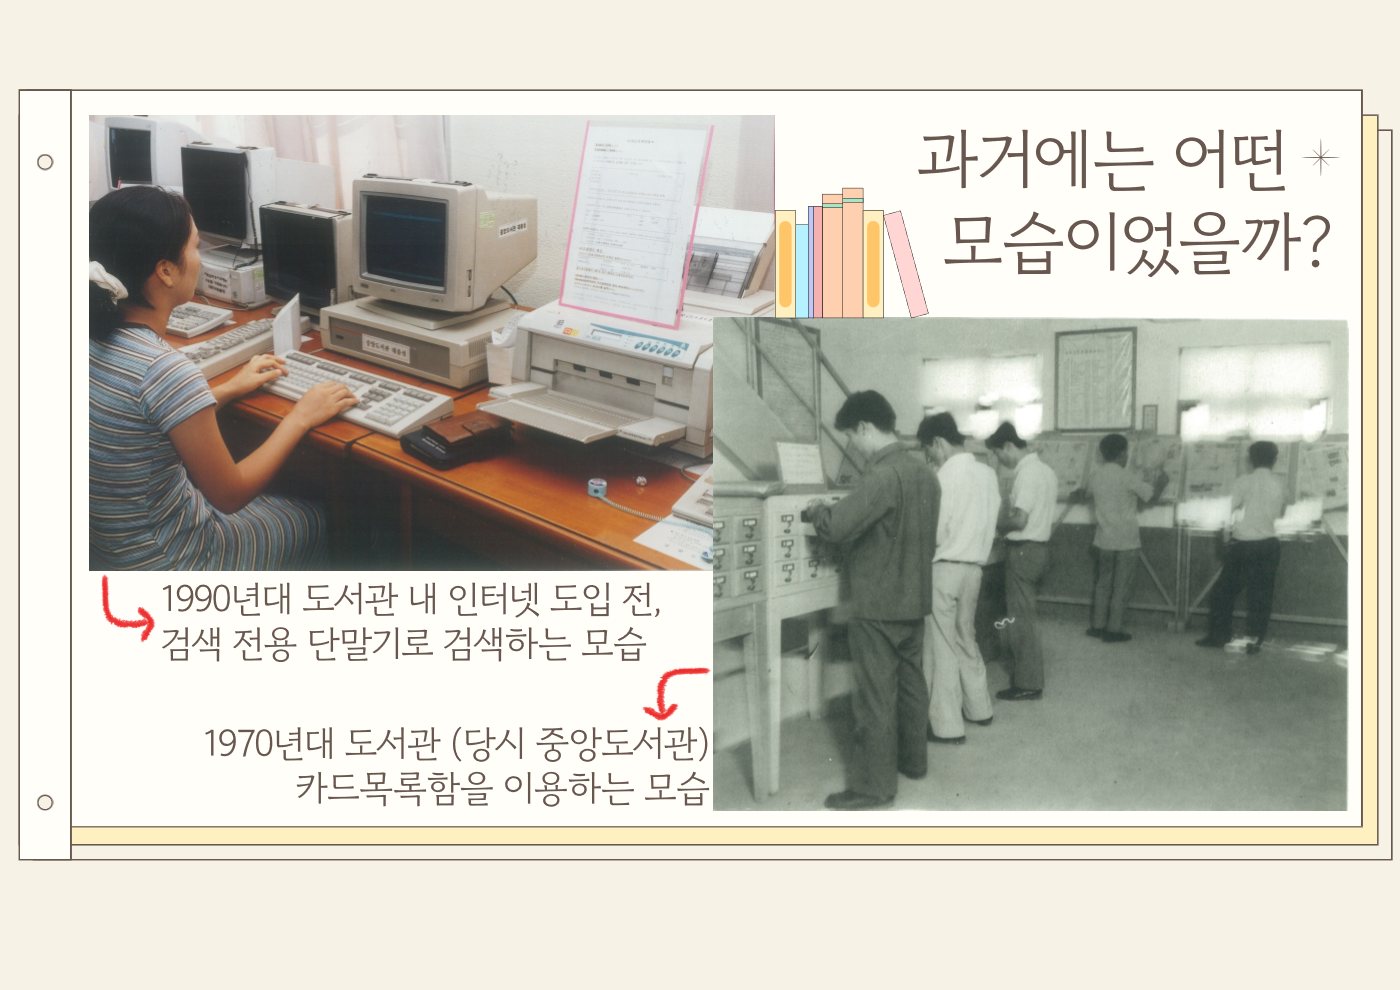 과거에는 어떤
모습이었을까?
1990년대 도서관 내 인터넷 도입 전,
검색 전용 단말기로 검색하는 모습
1970년대 도서관 (당시 중앙도서관)
카드목록함을 이용하는 모습